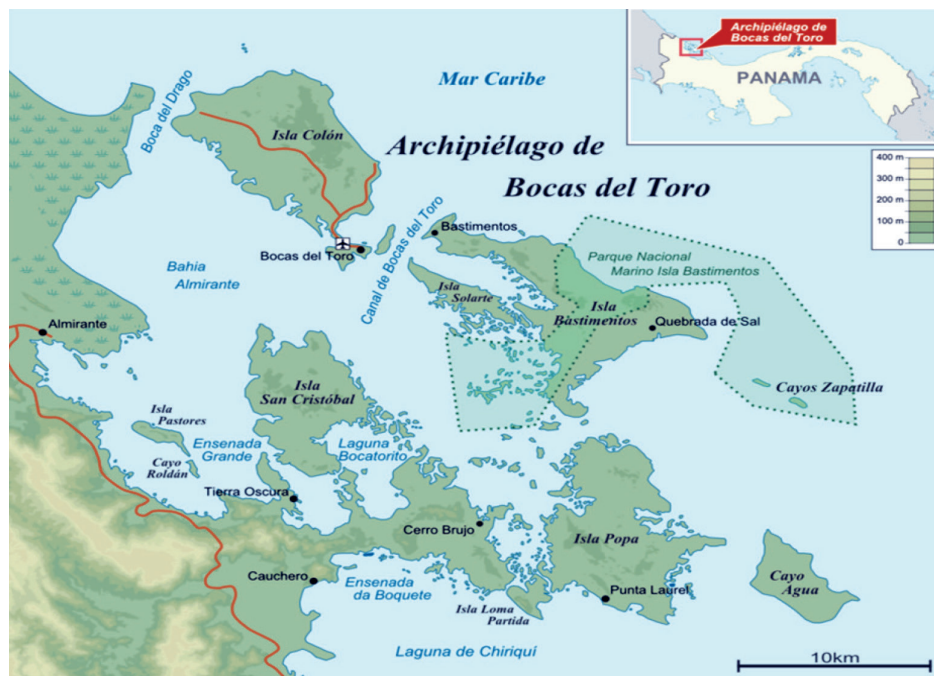 Archipiélago de
Bocas del Toro
PANAMA
Mar Caribe
Boca del Drago
Isla Colón
Archipiélago de
Bocas del Toro
400 m
300 m
200 m
100 m
0
Bastimentos
Bocas del Toro
Canal de Bocas del Toro
Parque Nacional
Marino Isla Bastimentos
Bahia
Almirante
Isla
Solarte
Isla
Bastimentos
Quebrada de Sal
Almirante
Isla
San Cristóbal
Cayos Zapatilla
Isla
Pastores
Ensenada
Grande
Laguna
Bocatorito
Cayo
Roldán
Tierra Oscura
Cerro Brujo
Isla Popa
Cauchero
Ensenada
da Boquete
Cayo
Agua
Punta Laurel
Isla Loma
Partida
Laguna de Chiriquí
10km